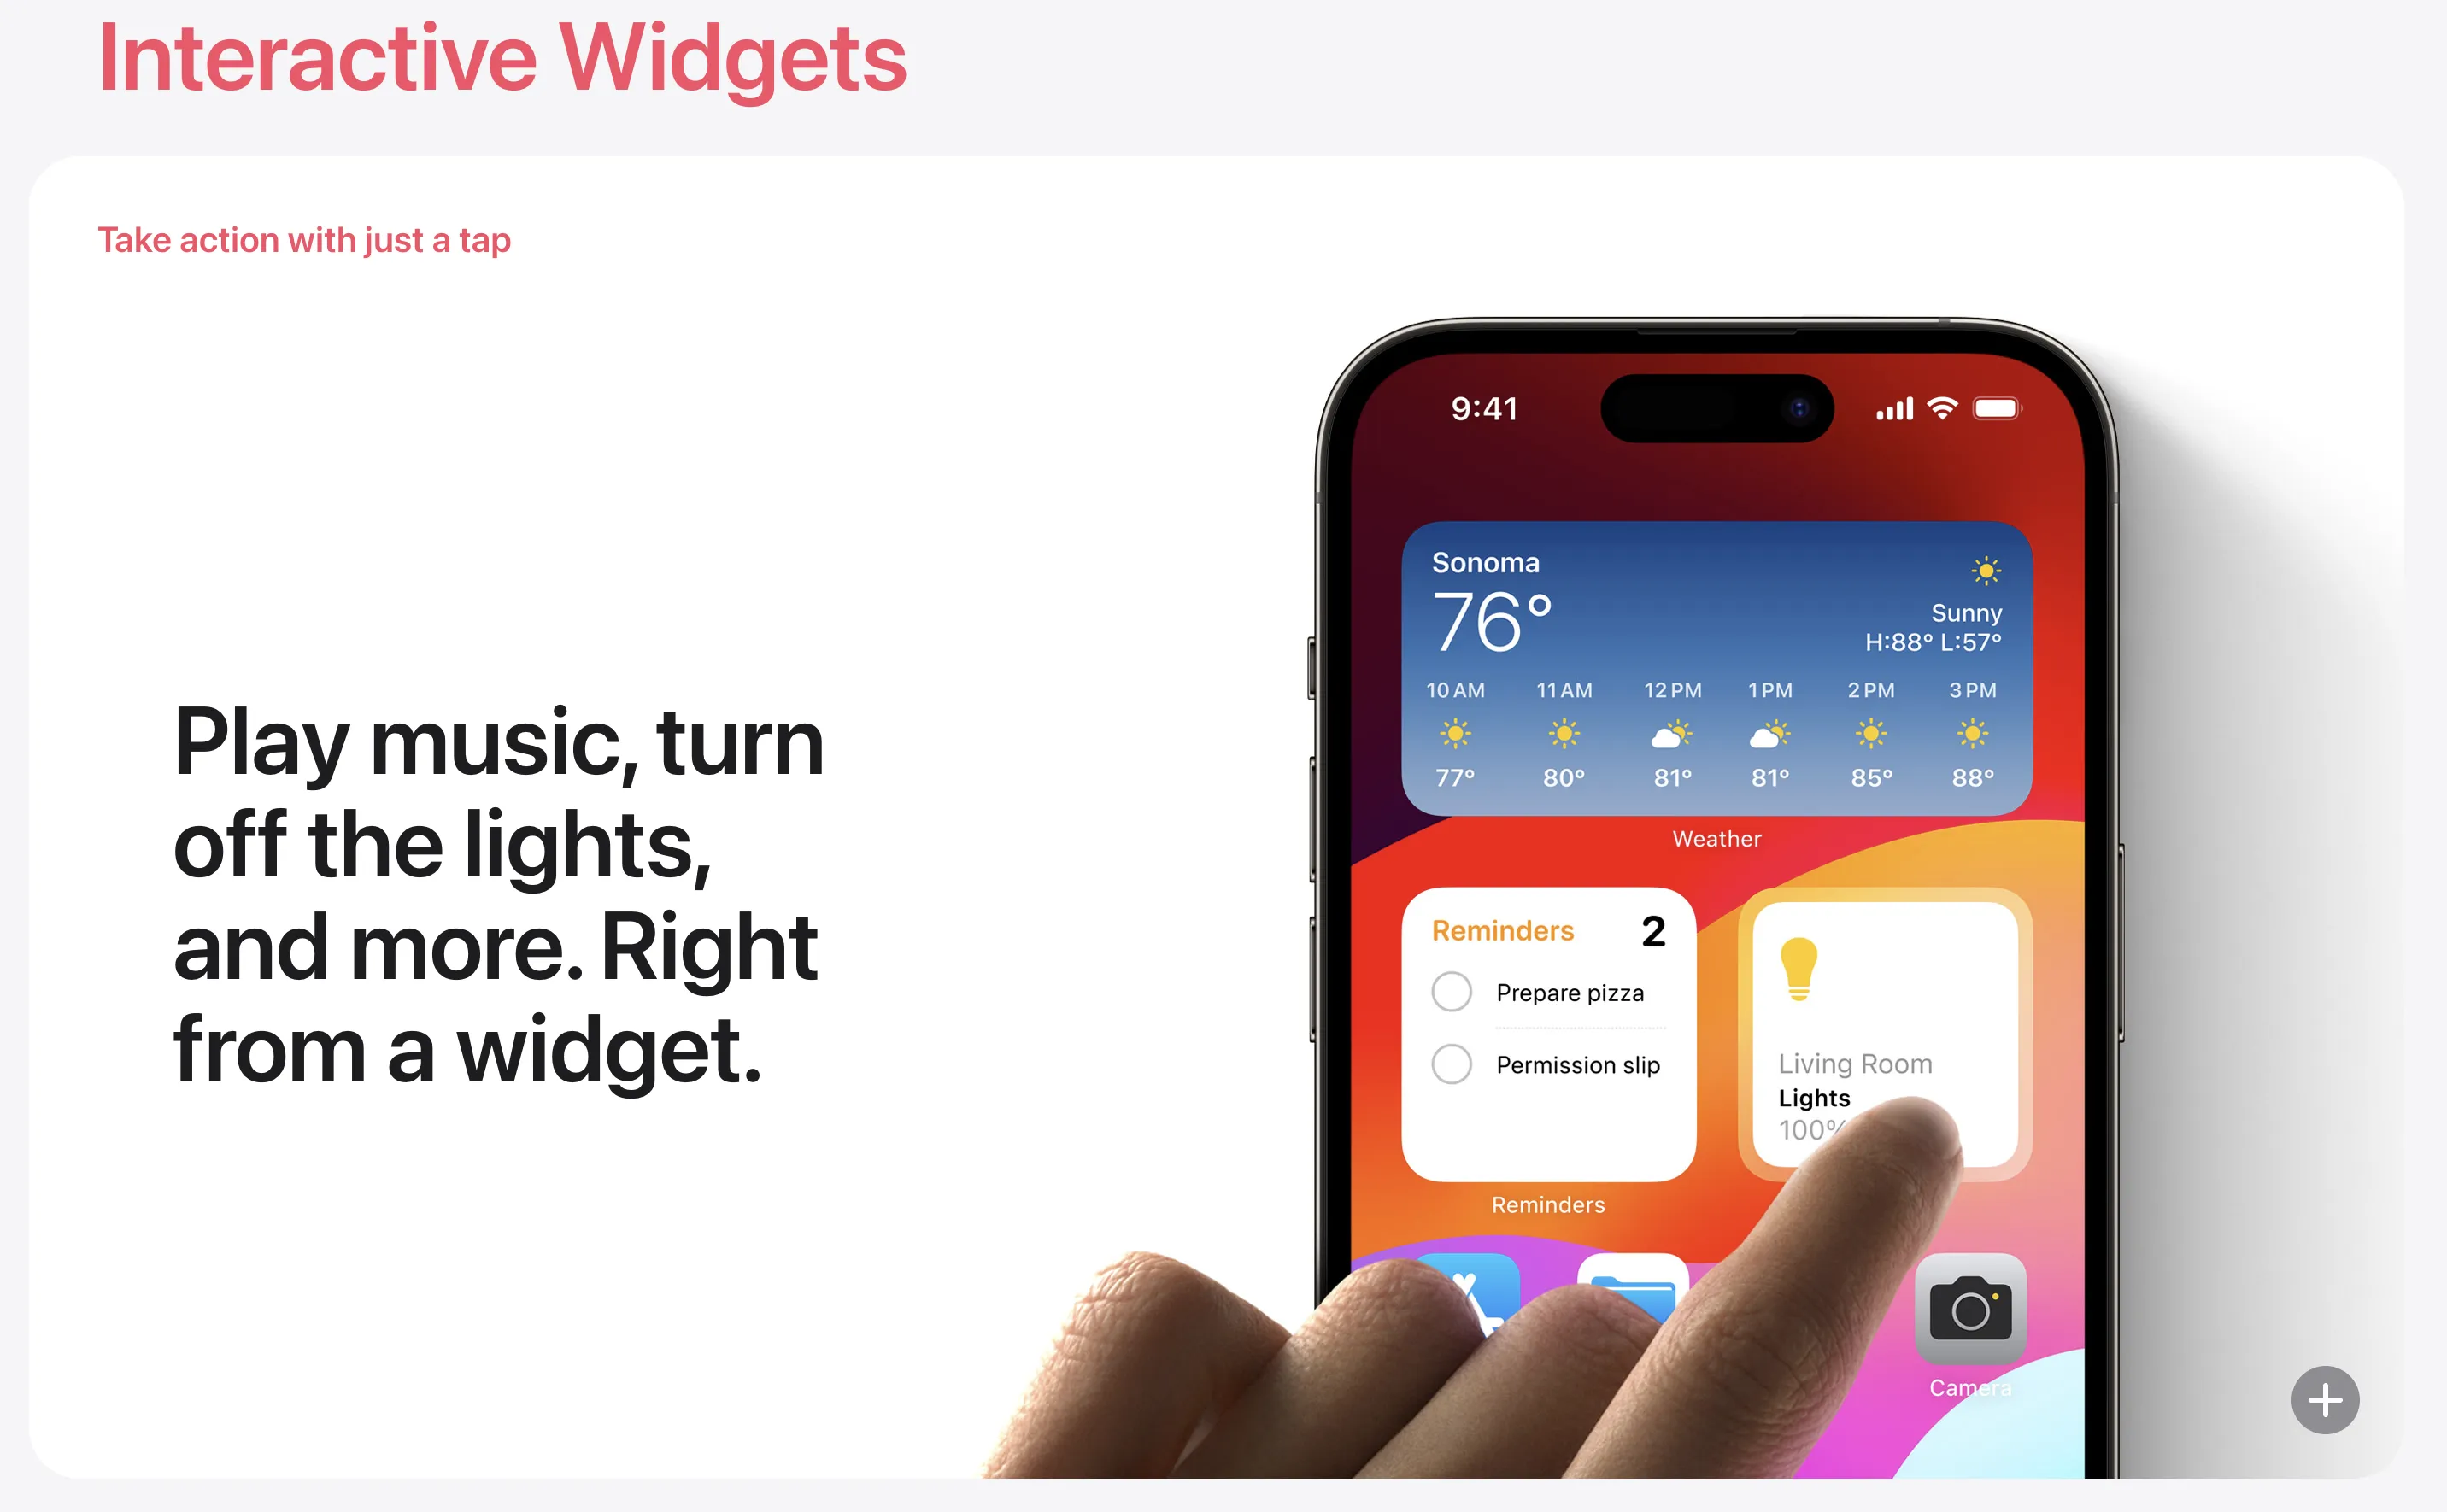 Interactive Widgets
Take action with just a tap
Play music, turn
off the lights,
and more. Right
from a widget.
9:41
Sonoma
76°
Sunny
H:88° L:57°
10 AM 11 AM 12 PM 1 PM 2 PM 3 PM
77° 80° 81° 81° 85° 88°
Weather
Reminders 2
Prepare pizza
Permission slip
Reminders
Living Room
Lights
100%
Camera